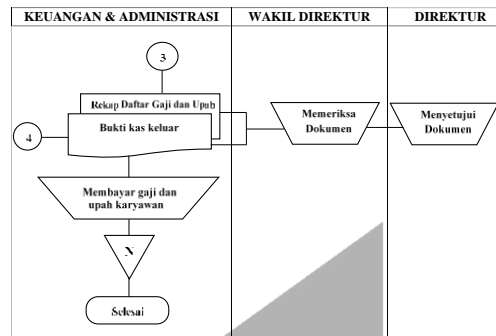 KEUANGAN & ADMINISTRASI
WAKIL DIREKTUR
DIREKTUR
3
Rekap Daftar Gaji dan Upah
Bukti kas keluar
4
Memeriksa
Dokumen
Menyetujui
Dokumen
Membayar gaji dan
upah karyawan
N
Selesai